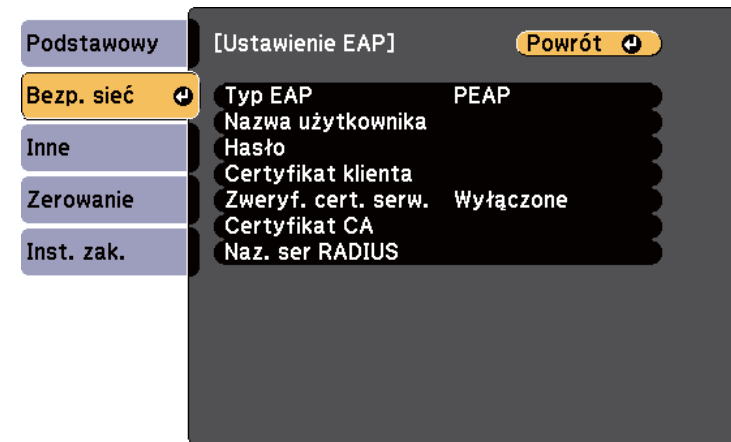 Podstawowy
Bezp. sieć
Inne
Zerowanie
Inst. zak.
[Ustawienie EAP] Powrót
Typ EAP PEAP
Nazwa użytkownika
Hasło
Certyfikat klienta
Zweryf. cert. serw. Wyłączone
Certyfikat CA
Naz. ser RADIUS